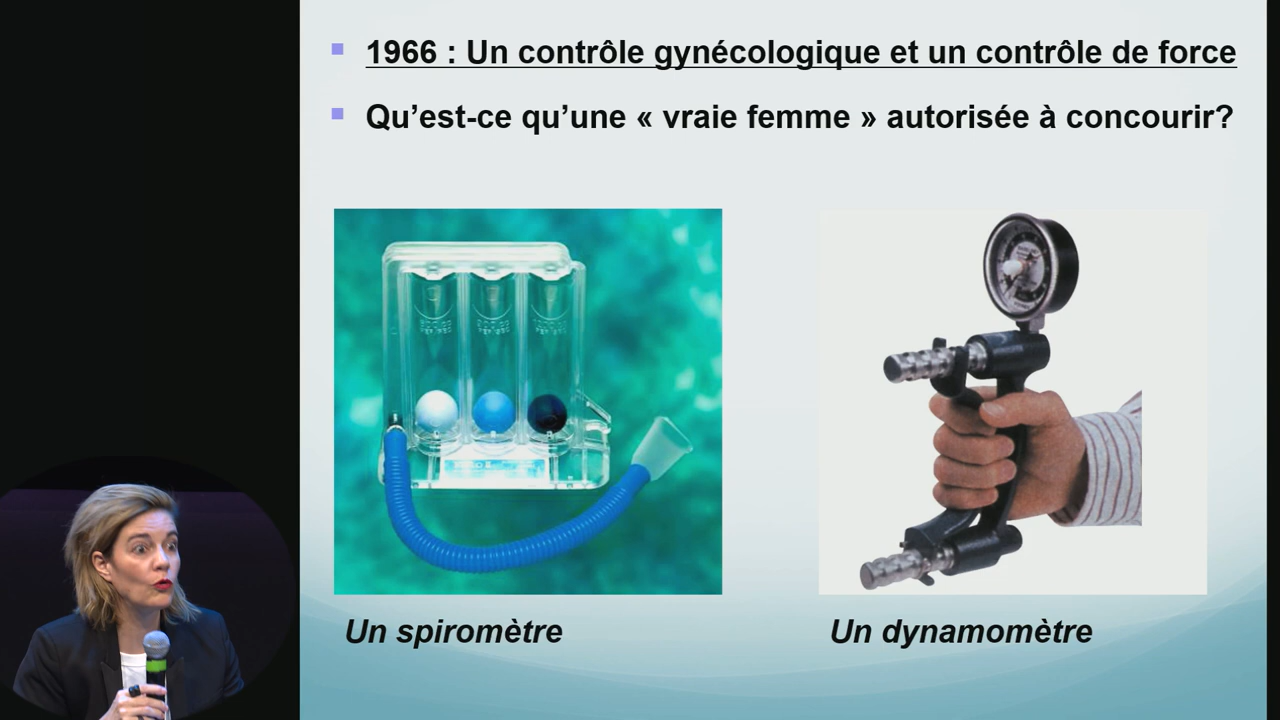 1966 : Un contrôle gynécologique et un contrôle de force
Qu’est-ce qu’une « vraie femme » autorisée à concourir?
Un spiromètre
Un dynamomètre